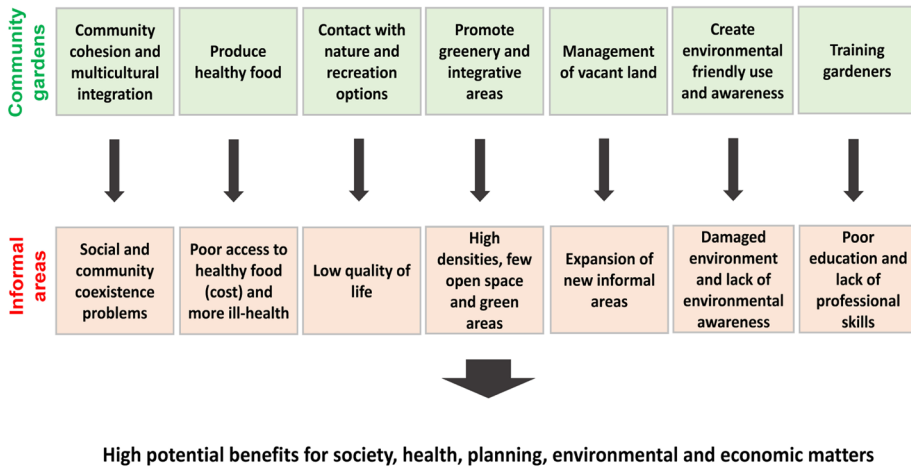 Community
gardens
Community
cohesion and
multicultural
integration
Produce
healthy food
Contact with
nature and
recreation
options
Promote
greenery and
integrative
areas
Management
of vacant land
Create
environmental
friendly use
and awareness
Training
gardeners
Informal
areas
Social and
community
coexistence
problems
Poor access to
healthy food
(cost) and
more ill-health
Low quality of
life
High
densities, few
open space
and green
areas
Expansion of
new informal
areas
Damaged
environment
and lack of
environmental
awareness
Poor
education and
lack of
professional
skills
High potential benefits for society, health, planning, environmental and economic matters